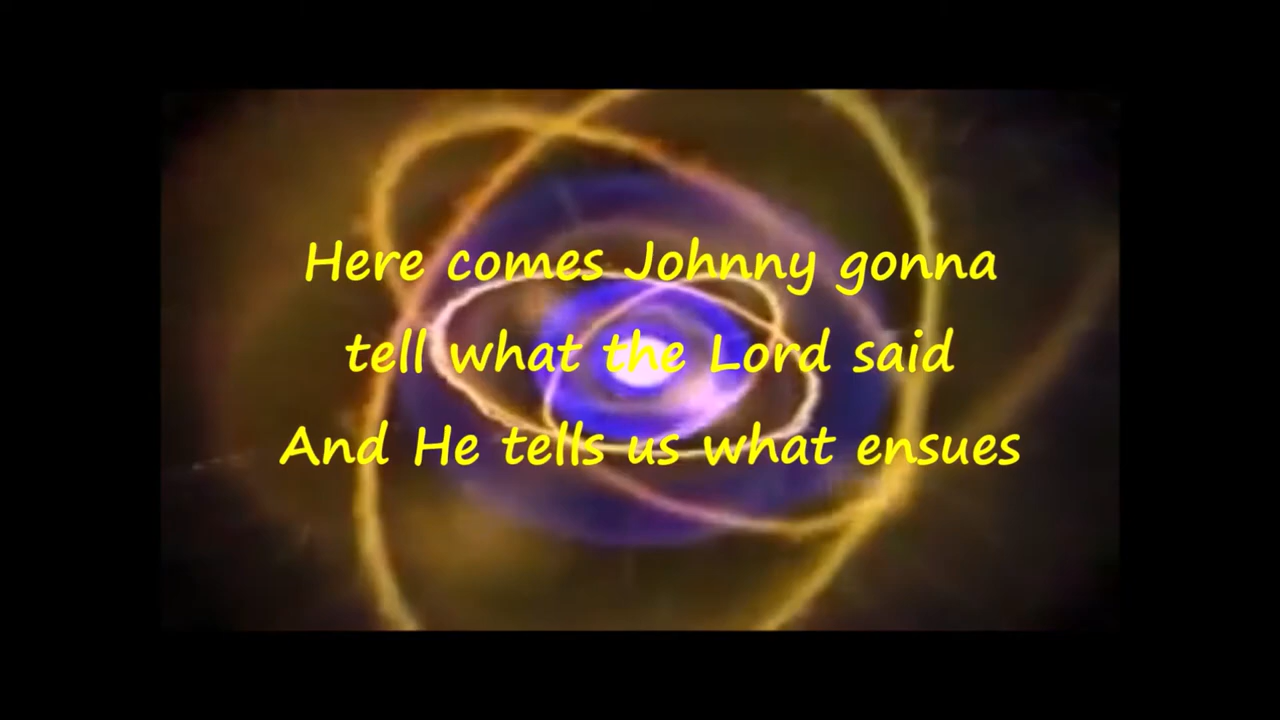 Here comes Johnny gonna
tell what the Lord said
And He tells us what ensues